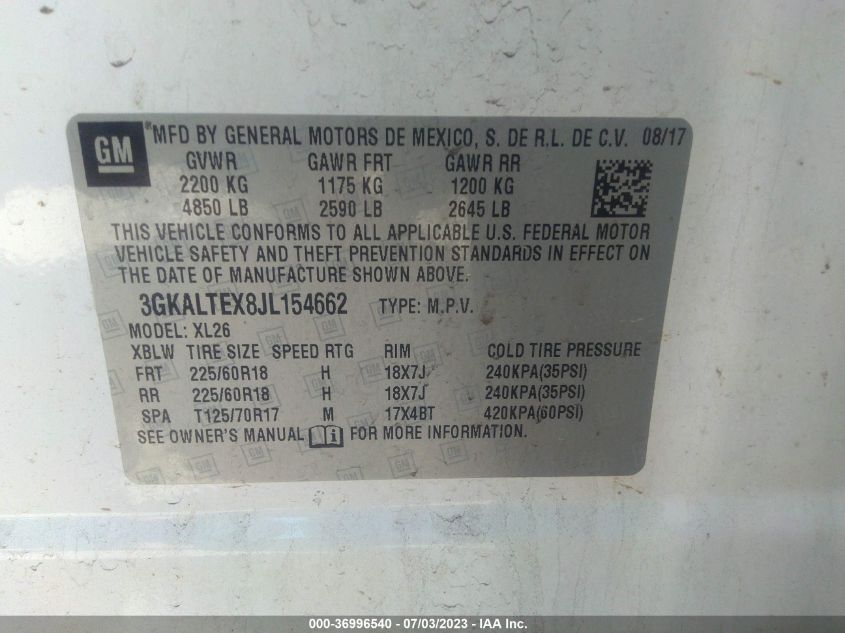 GM
MFD BY GENERAL MOTORS DE MEXICO, S. DE R.L. DE C.V. 08/17
GVWR GAWR FRT GAWR RR
2200 KG 1175 KG 1200 KG
4850 LB 2590 LB 2645 LB
THIS VEHICLE CONFORMS TO ALL APPLICABLE U.S. FEDERAL MOTOR
VEHICLE SAFETY AND THEFT PREVENTION STANDARDS IN EFFECT ON
THE DATE OF MANUFACTURE SHOWN ABOVE.
3GKALTEX8JL154662 TYPE: M.P.V.
MODEL: XL26
XBLW TIRE SIZE SPEED RTG RIM COLD TIRE PRESSURE
FRT 225/60R18 H 18X7J 240KPA(35PSI)
RR 225/60R18 H 18X7J 240KPA(35PSI)
SPA T125/70R17 M 17X4BT 420KPA(60PSI)
SEE OWNER'S MANUAL FOR MORE INFORMATION.
000-36996540 - 07/03/2023 - IAA Inc.